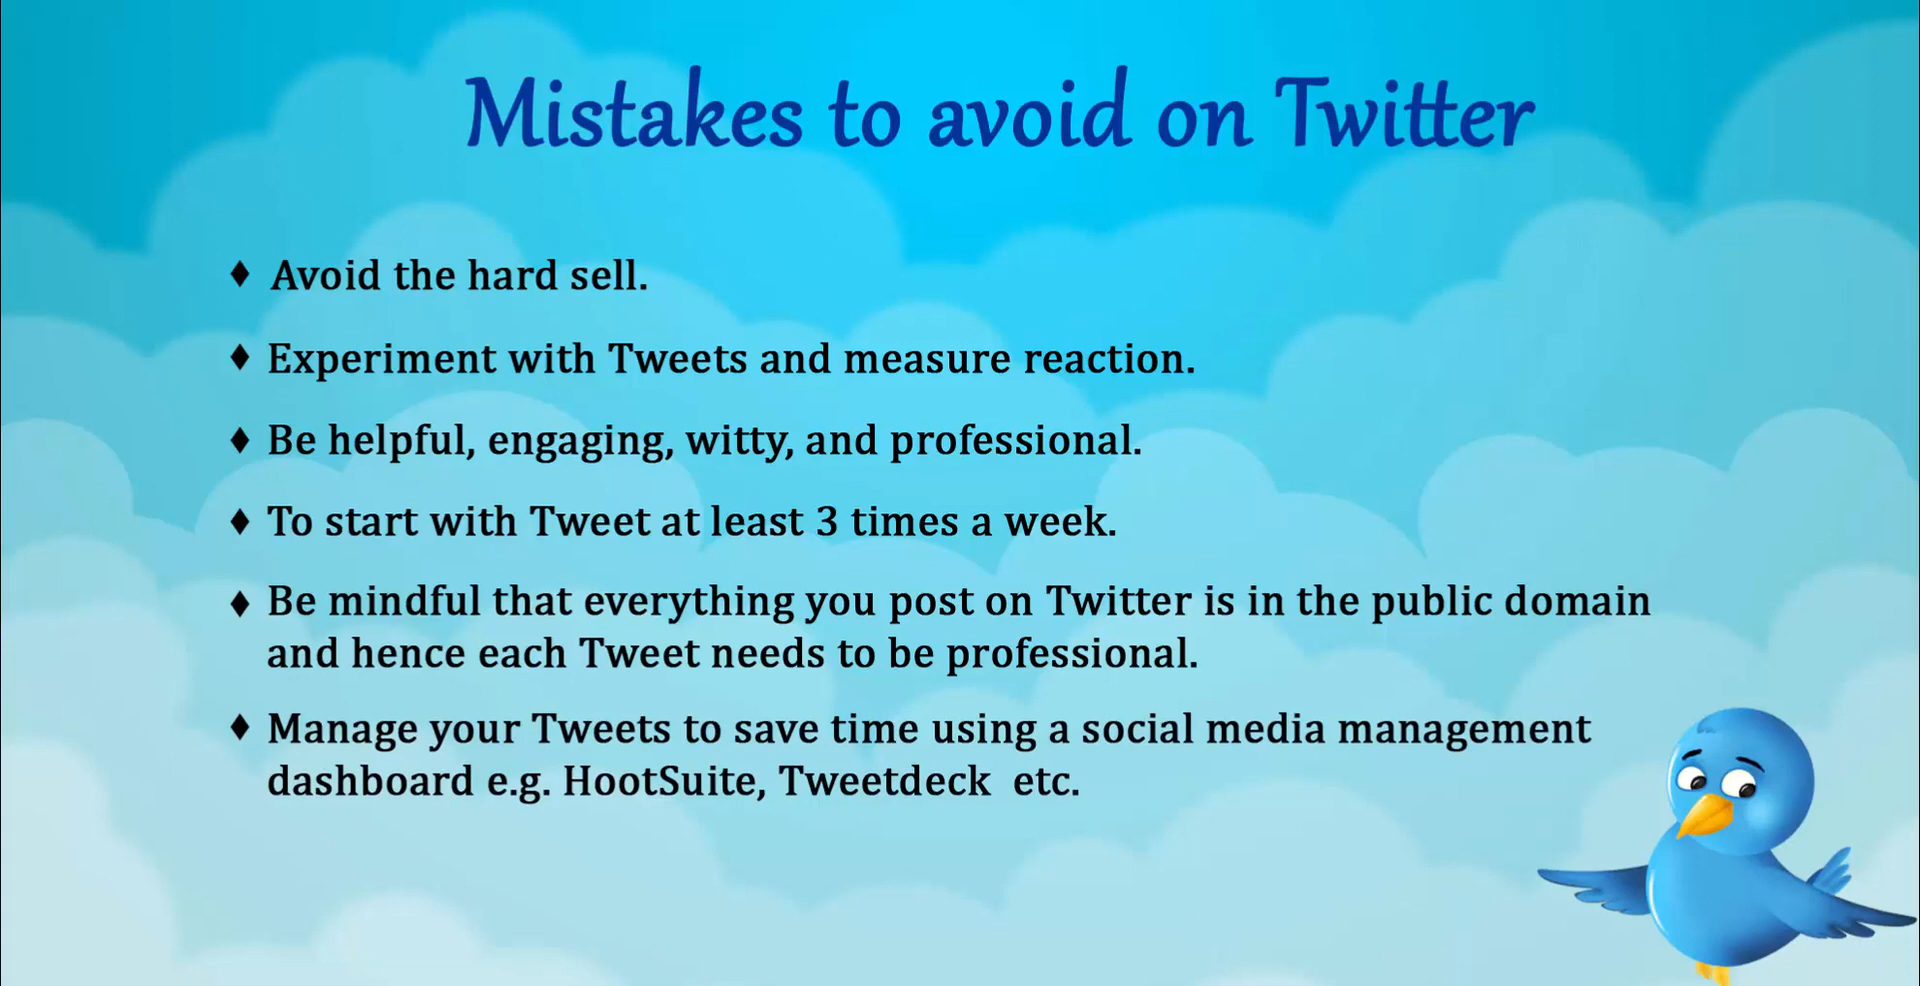 Mistakes to avoid on Twitter
♦ Avoid the hard sell.
♦ Experiment with Tweets and measure reaction.
♦ Be helpful, engaging, witty, and professional.
♦ To start with Tweet at least 3 times a week.
♦ Be mindful that everything you post on Twitter is in the public domain
and hence each Tweet needs to be professional.
♦ Manage your Tweets to save time using a social media management
dashboard e.g. HootSuite, Tweetdeck  etc.